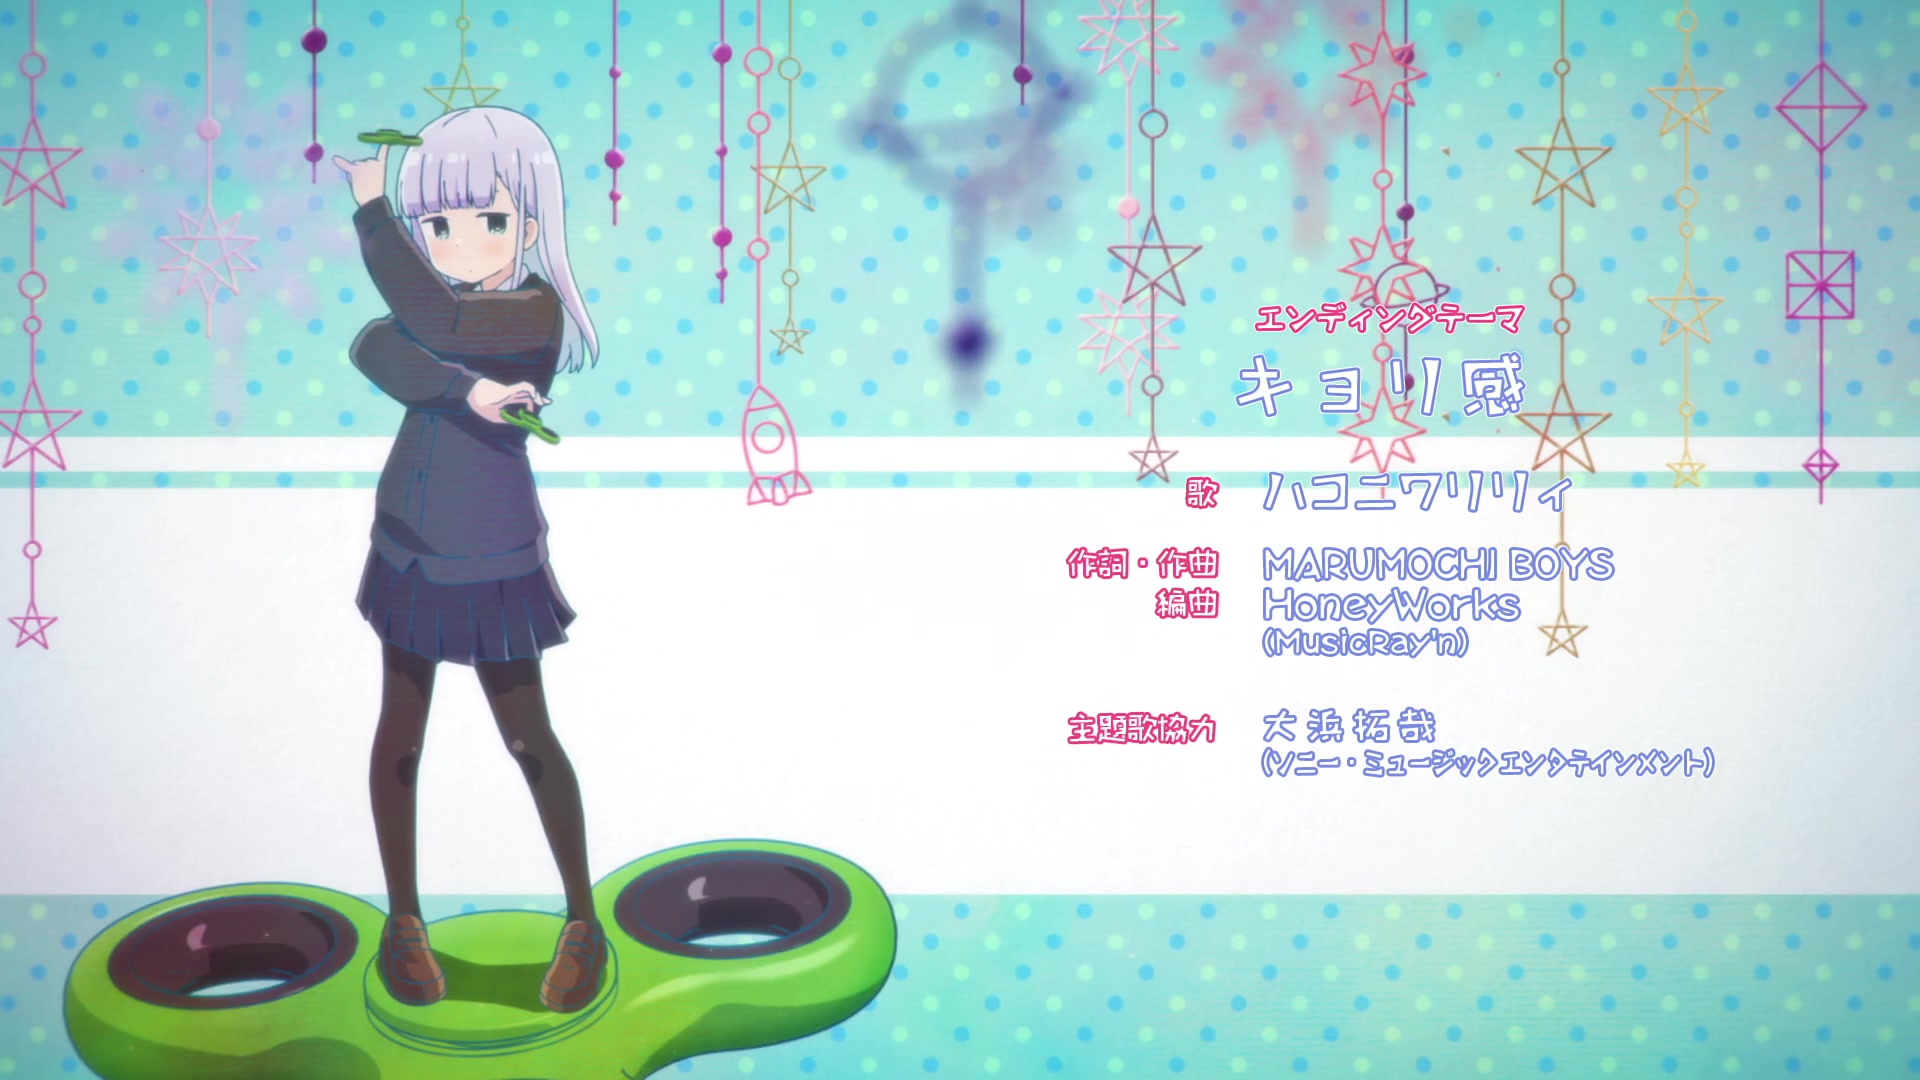 エンディングテーマ
キョリ感
歌 ハコニワリリィ
作詞・作曲 MARUMOCHI BOYS
編曲 HoneyWorks
(MusicRay'n)
主題歌協力 大浜拓哉
(ソニー・ミュージックエンタテインメント)